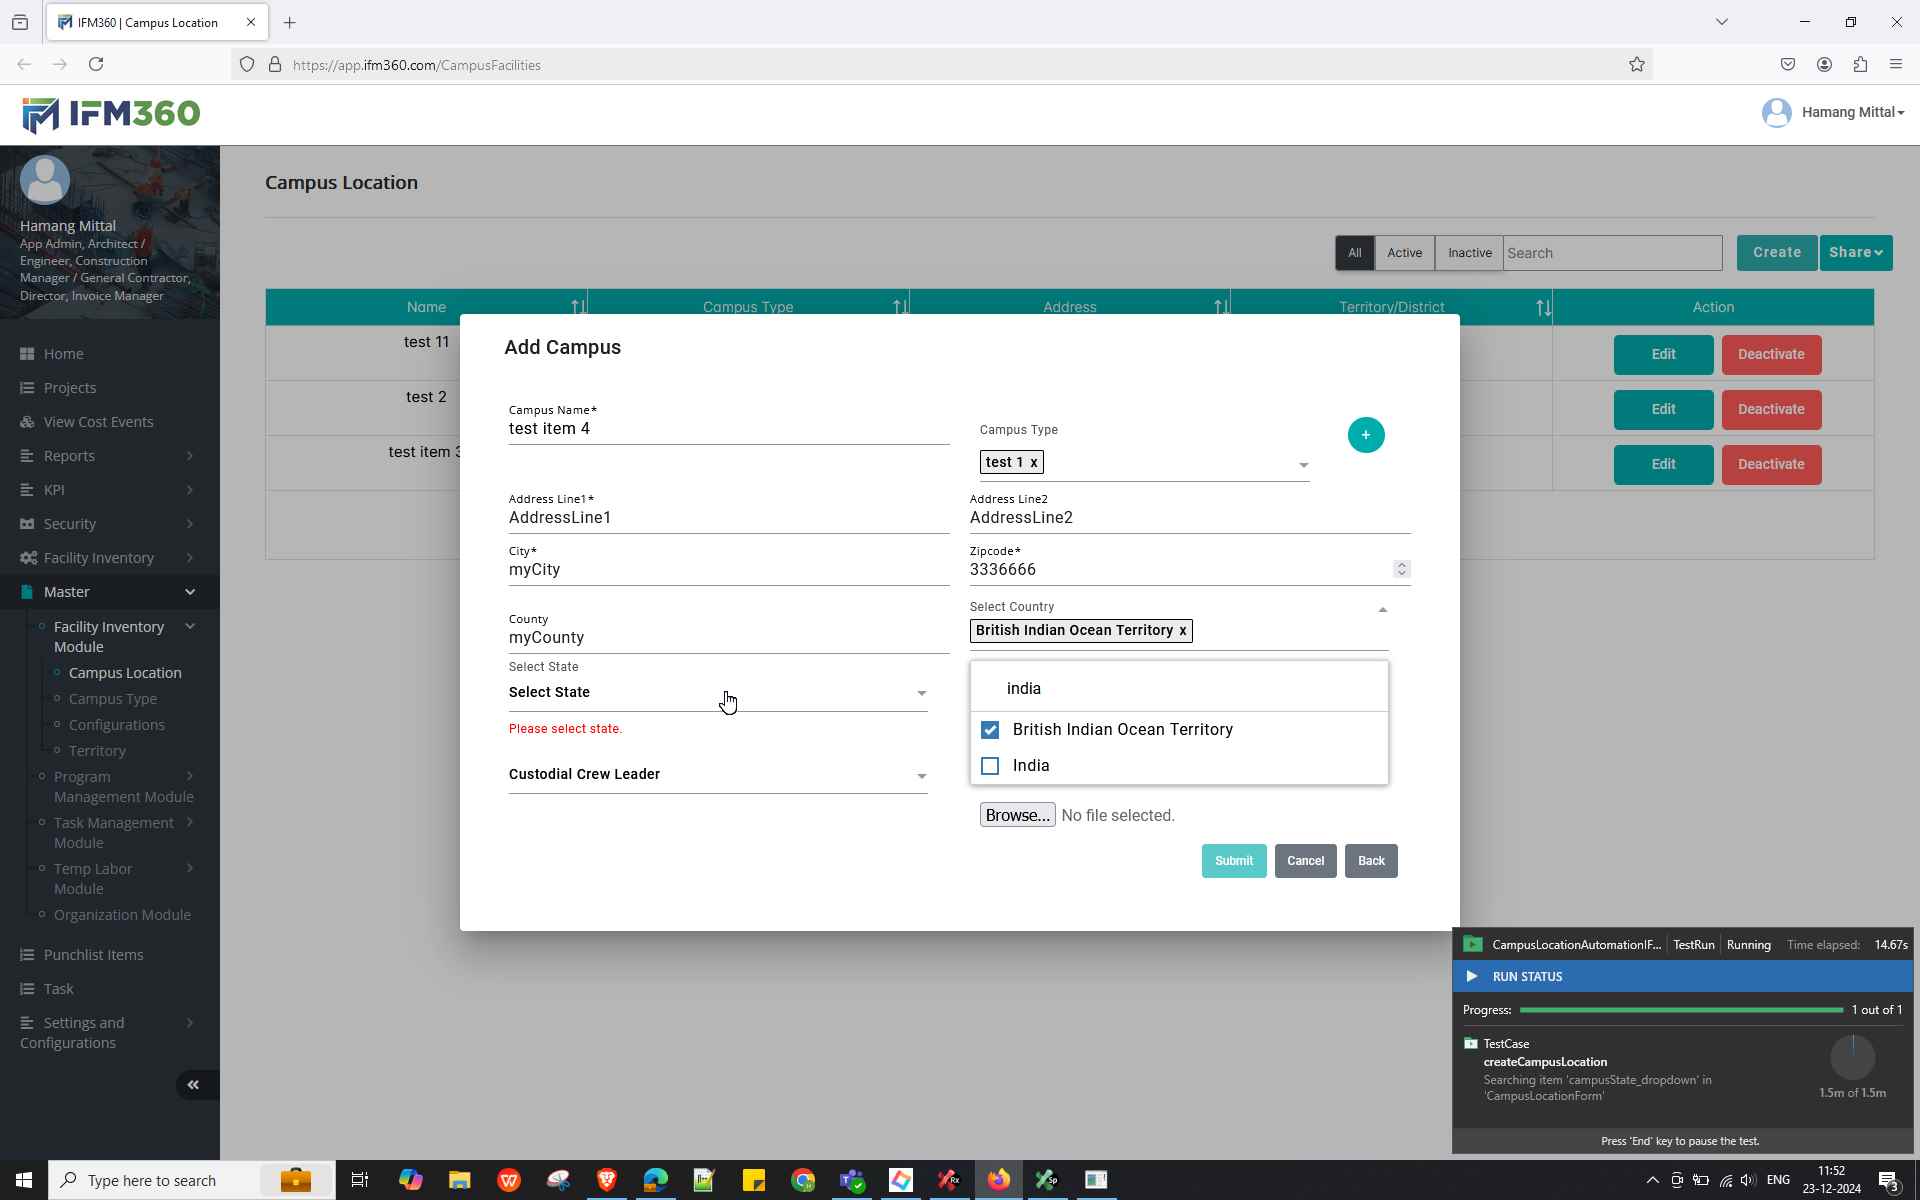 IFM360 | Campus Location
https://app.ifm360.com/CampusFacilities
IFM360
Hamang Mittal
Hamang Mittal
App Admin, Architect /
Engineer, Construction
Manager / General Contractor,
Director, Invoice Manager
Home
Projects
View Cost Events
Reports
KPI
Security
Facility Inventory
Master
Facility Inventory
Module
Campus Location
Campus Type
Configurations
Territory
Program
Management Module
Task Management
Module
Temp Labor
Module
Organization Module
Punchlist Items
Task
Settings and
Configurations
Campus Location
All Active Inactive Search Create Share
Name Campus Type Address Territory/District Action
test 11 Edit Deactivate
test 2 Edit Deactivate
test item 3 Edit Deactivate
Add Campus
Campus Name*
test item 4
Campus Type
test 1 x
+
Address Line1*
AddressLine1
Address Line2
AddressLine2
City*
myCity
Zipcode*
3336666
County
myCounty
Select Country
British Indian Ocean Territory x
Select State
Select State
Please select state.
india
British Indian Ocean Territory
India
Custodial Crew Leader
Browse... No file selected.
Submit Cancel Back
CampusLocationAutomationIF... TestRun Running Time elapsed: 14.67s
RUN STATUS
Progress: 1 out of 1
TestCase
createCampusLocation
Searching item 'campusState_dropdown' in
'CampusLocationForm'
1.5m of 1.5m
Press 'End' key to pause the test.
Type here to search
ENG
11:52
23-12-2024
3